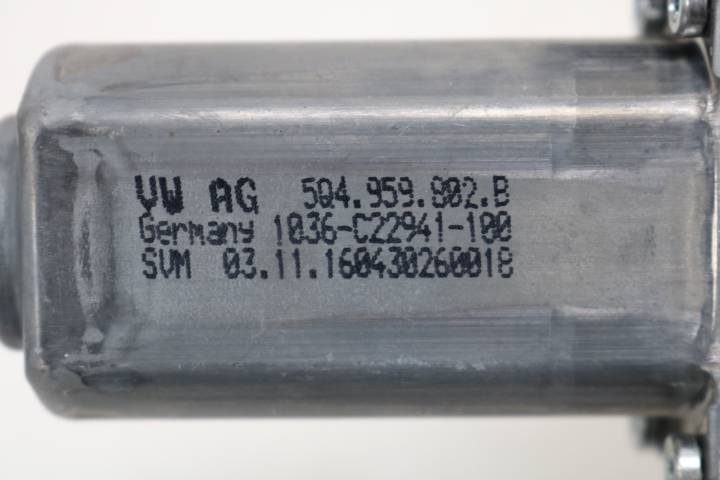 VW AG 5Q4.959.802.B
Germany 1036-C22941-100
SVM 03.11.160430260018